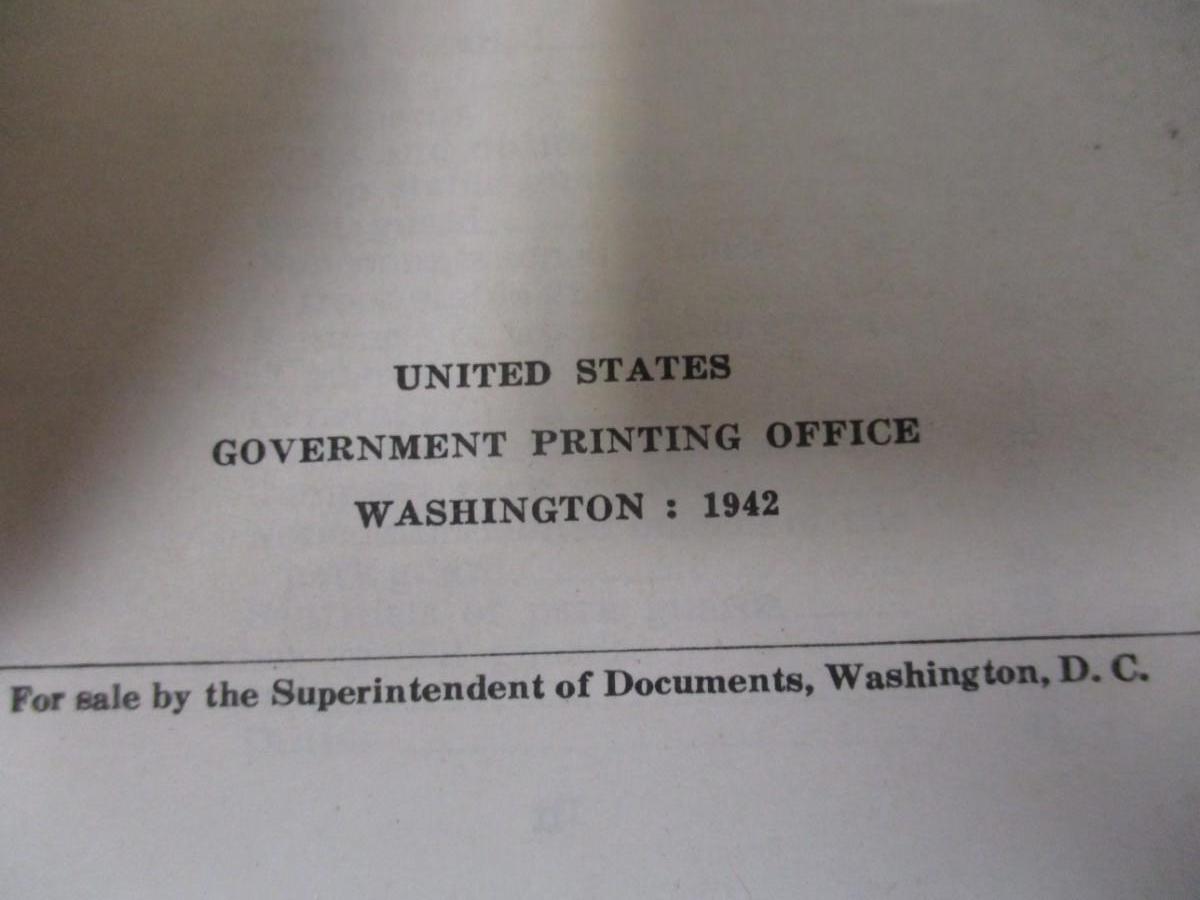 UNITED STATES
GOVERNMENT PRINTING OFFICE
WASHINGTON : 1942
For sale by the Superintendent of Documents, Washington, D. C.